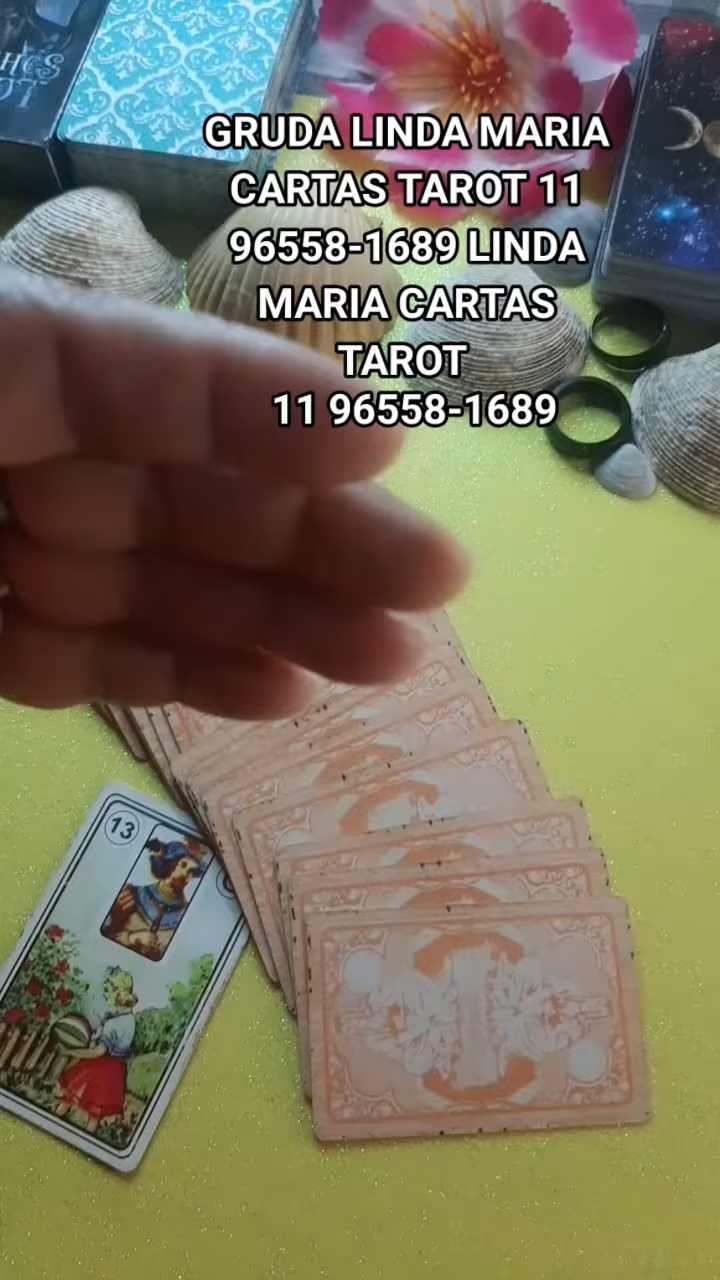 GRUDA LINDA MARIA
CARTAS TAROT 11
96558-1689 LINDA
MARIA CARTAS
TAROT
11 96558-1689
13